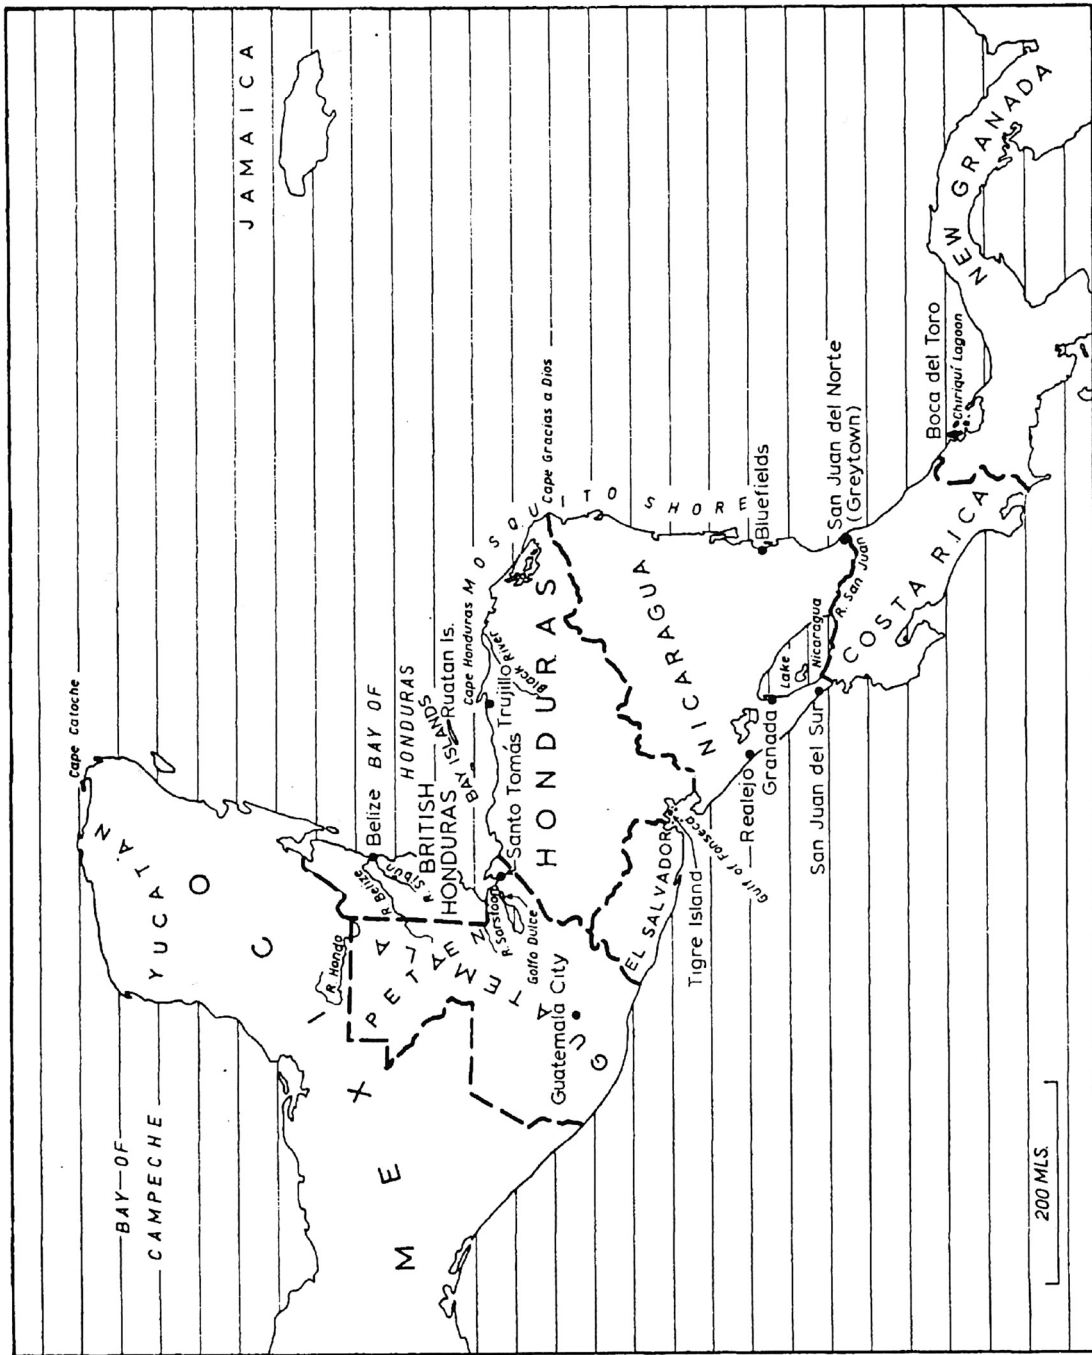 JAMAICA
Cape Catoche
YUCATÁN
BAY OF
CAMPECHE
MEXICO
R. Hondo
PETÉN
Belize
R. Belize
R. Sibun
BRITISH
HONDURAS
BAY OF
HONDURAS
BAY ISLANDS
Ruatan Is.
Cape Honduras
Trujillo
Black River
MOSQUITO SHORE
Cape Gracias a Dios
Santo Tomás
R. Sarstoon
Golfo Dulce
GUATEMALA
Guatemala City
HONDURAS
EL SALVADOR
Tigre Island
Gulf of Fonseca
NICARAGUA
Realejo
Granada
Lake
Nicaragua
San Juan del Sur
Bluefields
San Juan del Norte
(Greytown)
R. San Juan
COSTA RICA
Boca del Toro
Chiriquí Lagoon
NEW GRANADA
200 MLS.